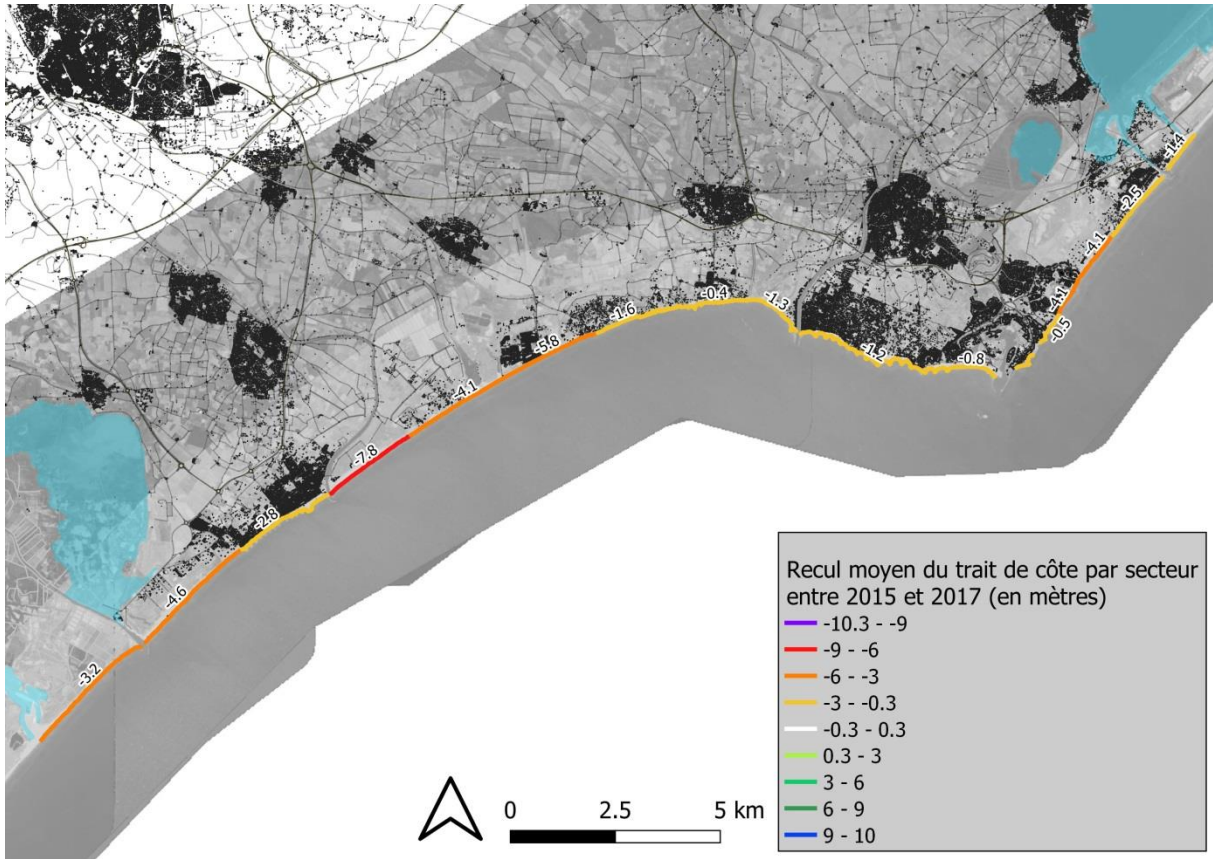 -1.4
-2.5
-4.1
-4.1
-0.5
-0.4
-1.3
-1.6
-5.8
-1.2
-0.8
-4.1
-7.8
-2.8
-4.6
-3.2
Recul moyen du trait de côte par secteur
entre 2015 et 2017 (en mètres)
-10.3 - -9
-9 - -6
-6 - -3
-3 - -0.3
-0.3 - 0.3
0.3 - 3
3 - 6
6 - 9
9 - 10
0 2.5 5 km